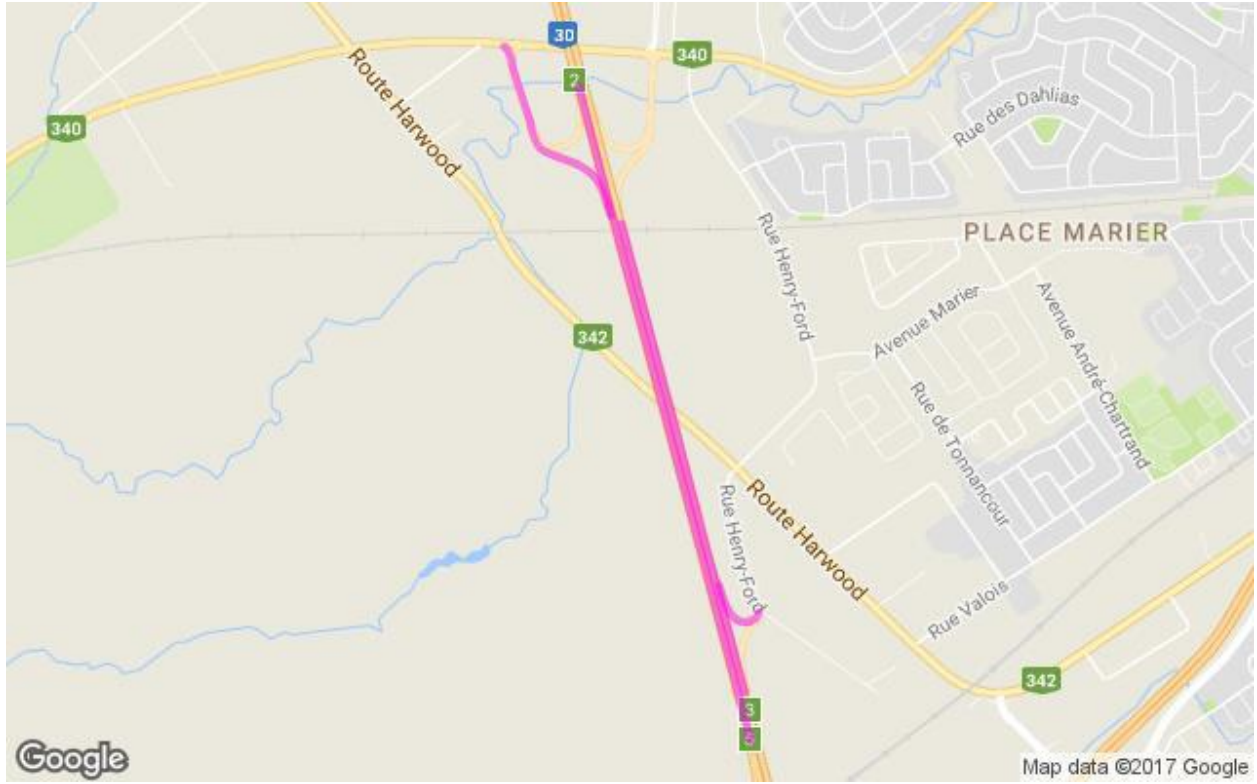 30
2
340
340
Route Harwood
Rue des Dahlias
PLACE MARIER
Rue Henry-Ford
Avenue Marier
Avenue André-Chartrand
342
Rue de Tonnancour
Route Harwood
Rue Henry-Ford
Rue Valois
342
3
Google
Map data ©2017 Google